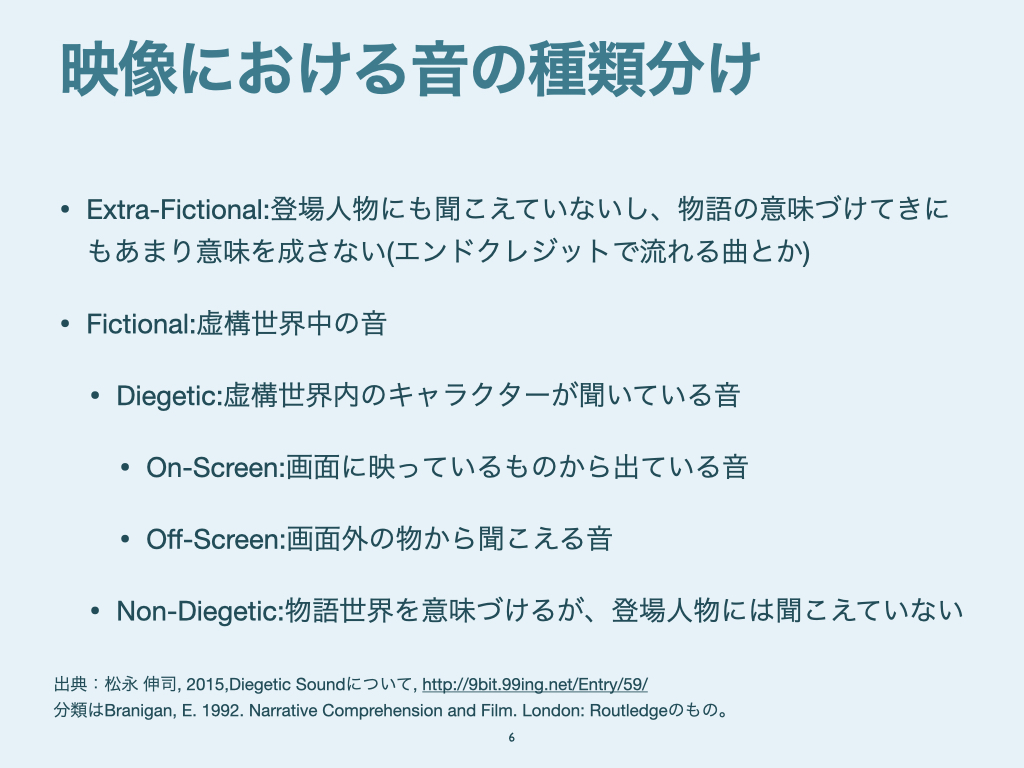 映像における音の種類分け
• Extra-Fictional:登場人物にも聞こえていないし、物語の意味づけてきに
もあまり意味を成さない(エンドクレジットで流れる曲とか)
• Fictional:虚構世界中の音
• Diegetic:虚構世界内のキャラクターが聞いている音
• On-Screen:画面に映っているものから出ている音
• Off-Screen:画面外の物から聞こえる音
• Non-Diegetic:物語世界を意味づけるが、登場人物には聞こえていない
出典：松永 伸司, 2015,Diegetic Soundについて, http://9bit.99ing.net/Entry/59/
分類はBranigan, E. 1992. Narrative Comprehension and Film. London: Routledgeのもの。
6